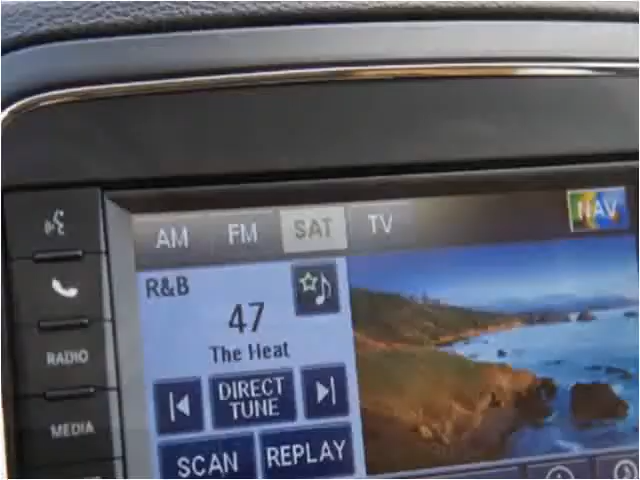 AM FM SAT TV NAV
R&B
47
The Heat
DIRECT
TUNE
SCAN REPLAY
RADIO
MEDIA